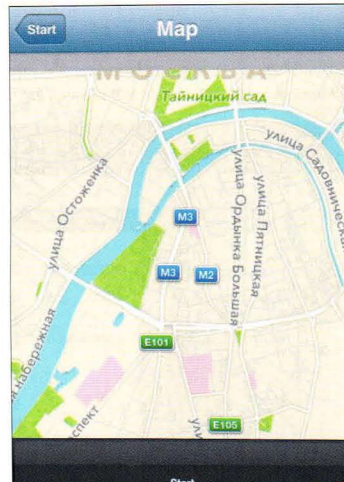 Start
Map
МОСКВА
Тайницкий сад
улица Садовническая
улица Остоженка
улица Ордынка Большая
улица Пятницкая
M3
M3
M2
E101
набережная
E105
Start